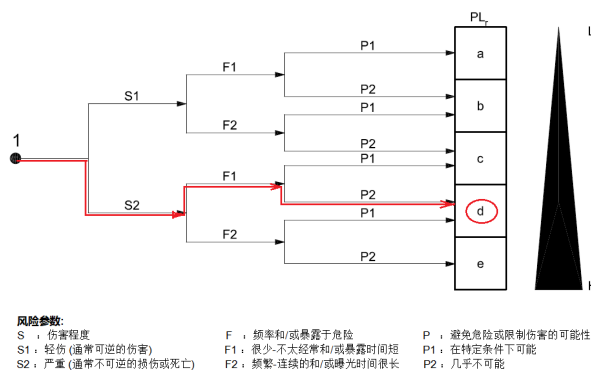 PLr
L
P1
a
F1
P2
S1
P1
b
F2
1
P2
c
P1
F1
P2
S2
d
P1
F2
P2
e
H
风险参数:
S ：伤害程度
F ：频率和/或暴露于危险
P ：避免危险或限制伤害的可能性
S1：轻伤 (通常可逆的伤害)
F1：很少-不太经常和/或暴露时间短
P1：在特定条件下可能
S2：严重 (通常不可逆的损伤或死亡)
F2：频繁-连续的和/或曝光时间很长
P2：几乎不可能